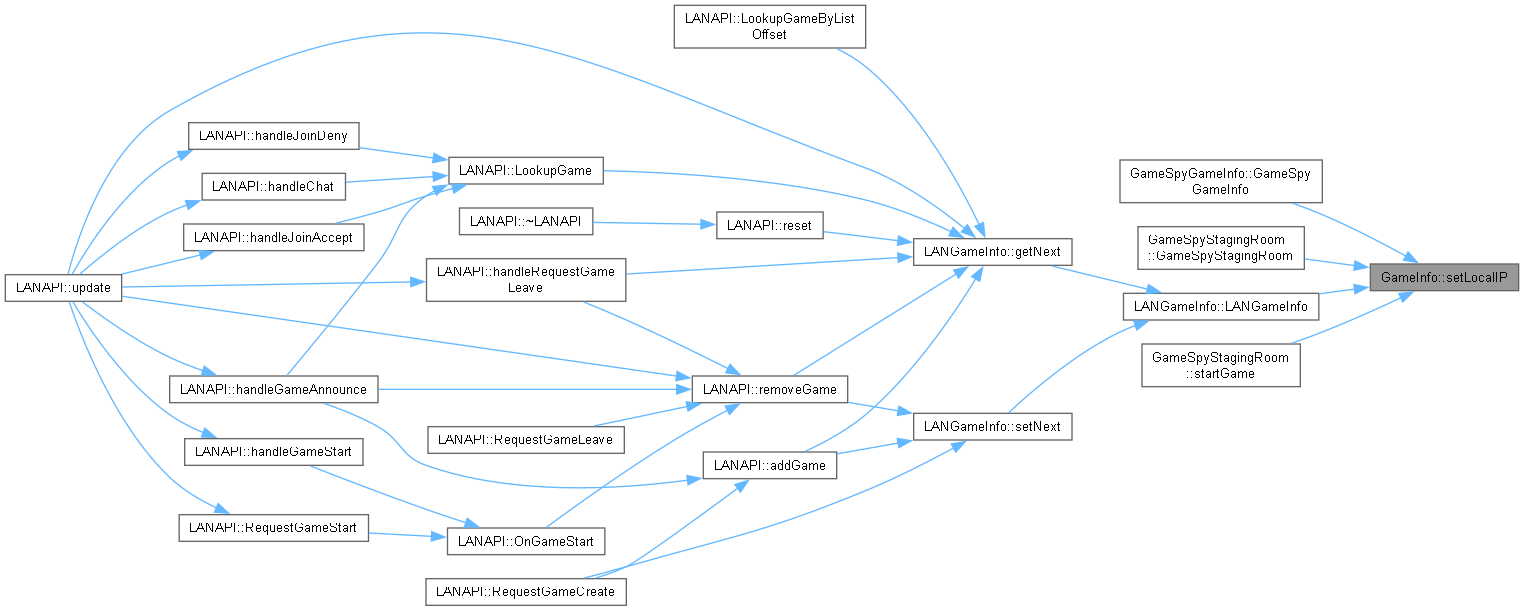 LANAPI::LookupGameByList
Offset
LANAPI::handleJoinDeny
LANAPI::LookupGame
GameSpyGameInfo::GameSpy
GameInfo
LANAPI::handleChat
LANAPI::~LANAPI
LANAPI::reset
LANAPI::handleJoinAccept
GameSpyStagingRoom
::GameSpyStagingRoom
LANGameInfo::getNext
LANAPI::handleRequestGame
Leave
GameInfo::setLocalIP
LANAPI::update
LANGameInfo::LANGameInfo
GameSpyStagingRoom
::startGame
LANAPI::handleGameAnnounce
LANAPI::removeGame
LANGameInfo::setNext
LANAPI::RequestGameLeave
LANAPI::handleGameStart
LANAPI::addGame
LANAPI::RequestGameStart
LANAPI::OnGameStart
LANAPI::RequestGameCreate